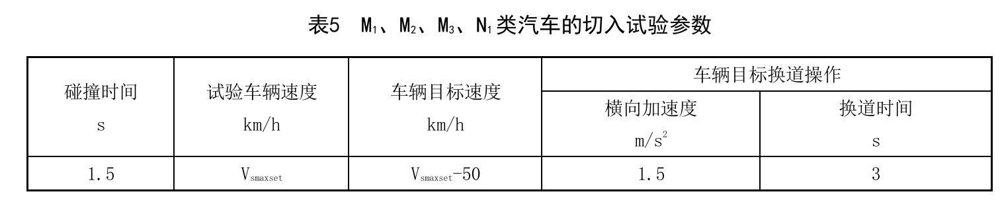 表5 M₁、M₂、M₃、N₁类汽车的切入试验参数
车辆目标换道操作
碰撞时间 试验车辆速度 车辆目标速度
横向加速度 换道时间
s km/h km/h
m/s² s
1.5 Vsmaxset Vsmaxset-50 1.5 3